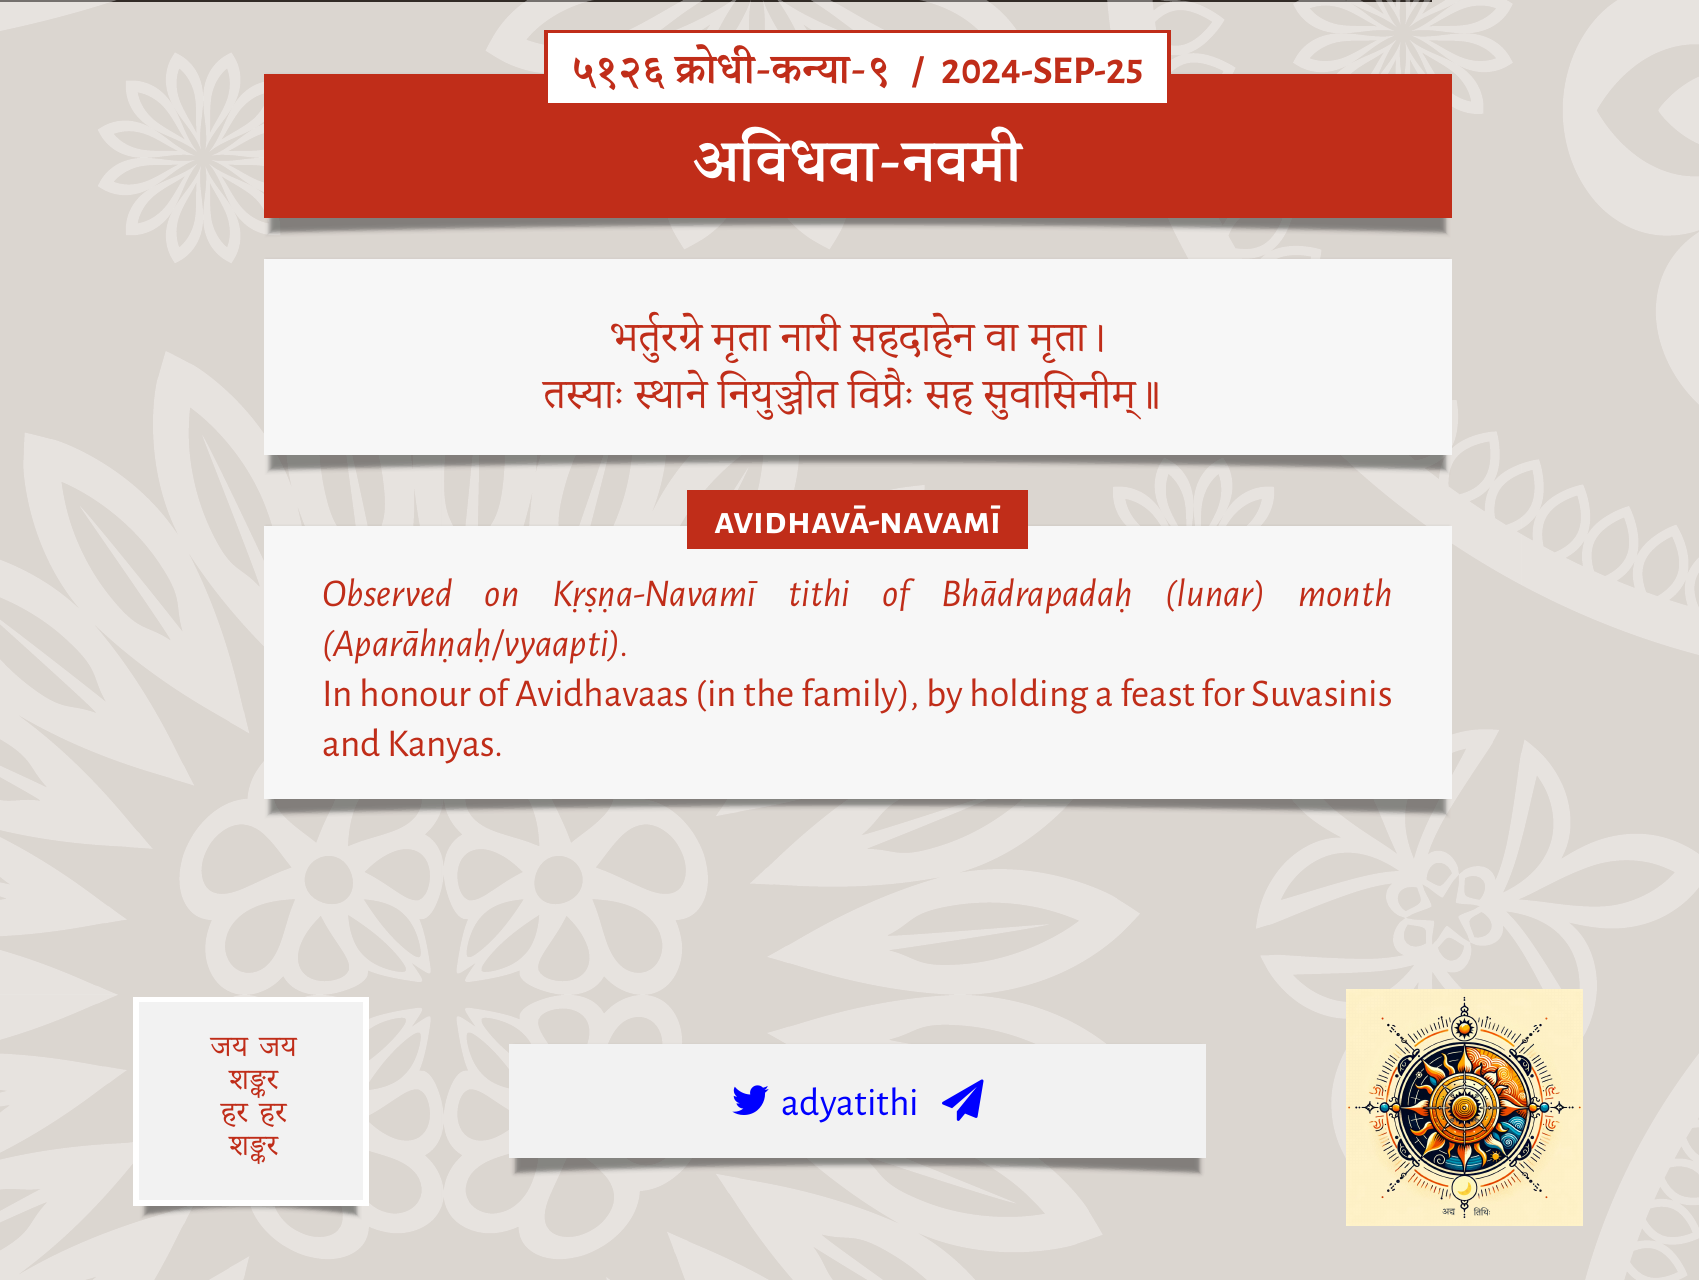 ५१२६ क्रोधी-कन्या-९ / 2024-SEP-25
अविधवा-नवमी
भर्तुरग्रे मृता नारी सहदाहेन वा मृता।
तस्याः स्थाने नियुञ्जीत विप्रैः सह सुवासिनीम्॥
AVIDHAVĀ-NAVAMĪ
Observed on Kṛṣṇa-Navamī tithi of Bhādrapadaḥ (lunar) month
(Aparāhṇaḥ/vyaapti).
In honour of Avidhavaas (in the family), by holding a feast for Suvasinis
and Kanyas.
जय जय
शङ्कर
हर हर
शङ्कर
adyatithi
अद्य तिथिः